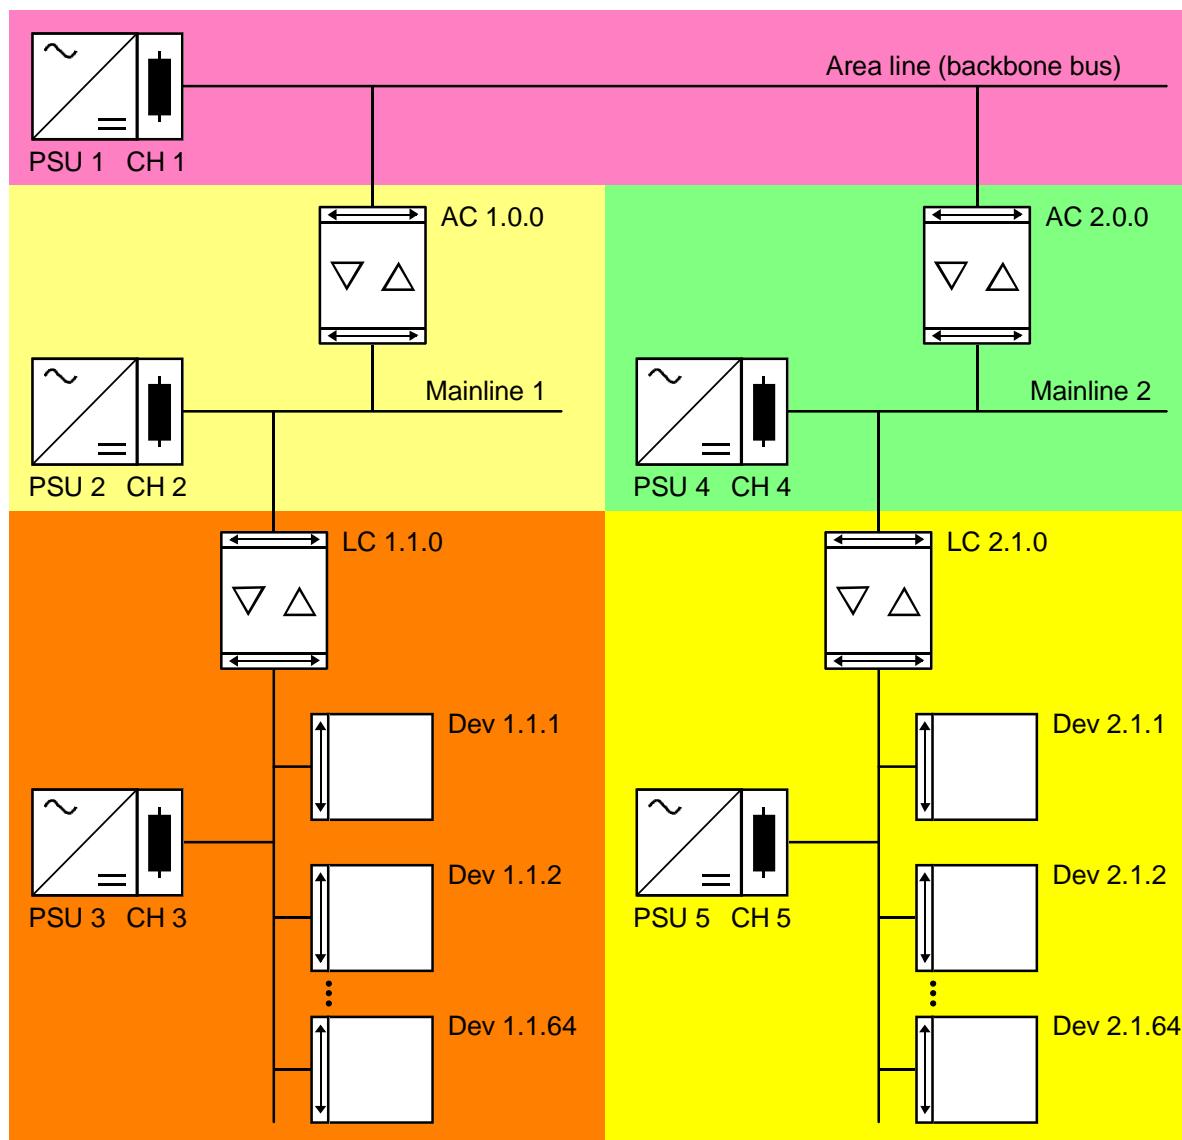 Area line (backbone bus)
PSU 1 CH 1
AC 1.0.0
AC 2.0.0
Mainline 1
Mainline 2
PSU 2 CH 2
PSU 4 CH 4
LC 1.1.0
LC 2.1.0
Dev 1.1.1
Dev 2.1.1
Dev 1.1.2
Dev 2.1.2
PSU 3 CH 3
PSU 5 CH 5
Dev 1.1.64
Dev 2.1.64